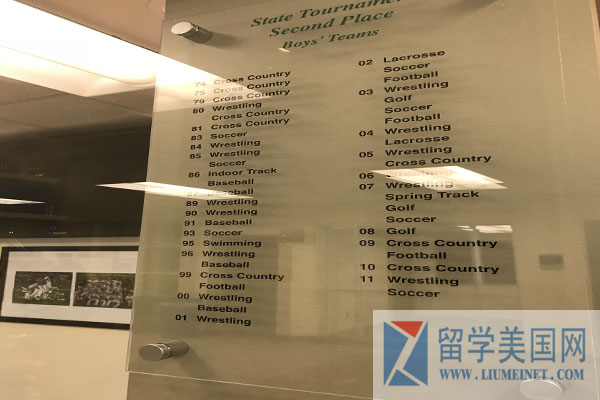 State Tournament
Second Place
Boys' Teams
74 Cross Country
75 Cross Country
79 Cross Country
80 Wrestling
Cross Country
81 Cross Country
83 Soccer
84 Wrestling
85 Wrestling
Soccer
86 Indoor Track
Baseball
87 Baseball
89 Wrestling
90 Wrestling
91 Baseball
93 Soccer
95 Swimming
96 Wrestling
Baseball
99 Cross Country
Football
00 Wrestling
Baseball
01 Wrestling
02 Lacrosse
Soccer
Football
03 Wrestling
Golf
Soccer
Football
04 Wrestling
Lacrosse
05 Wrestling
Cross Country
06 Wrestling
07 Wrestling
Spring Track
Golf
Soccer
08 Golf
09 Cross Country
Football
10 Cross Country
11 Wrestling
Soccer
留学美国网
WWW.LIUMEINET.COM